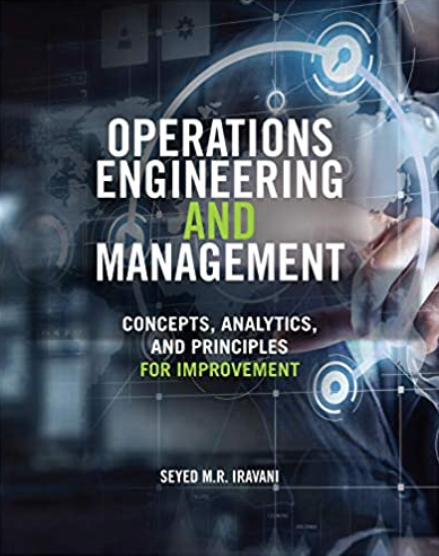 OPERATIONS
ENGINEERING
AND
MANAGEMENT
CONCEPTS, ANALYTICS,
AND PRINCIPLES
FOR IMPROVEMENT
SEYED M.R. IRAVANI